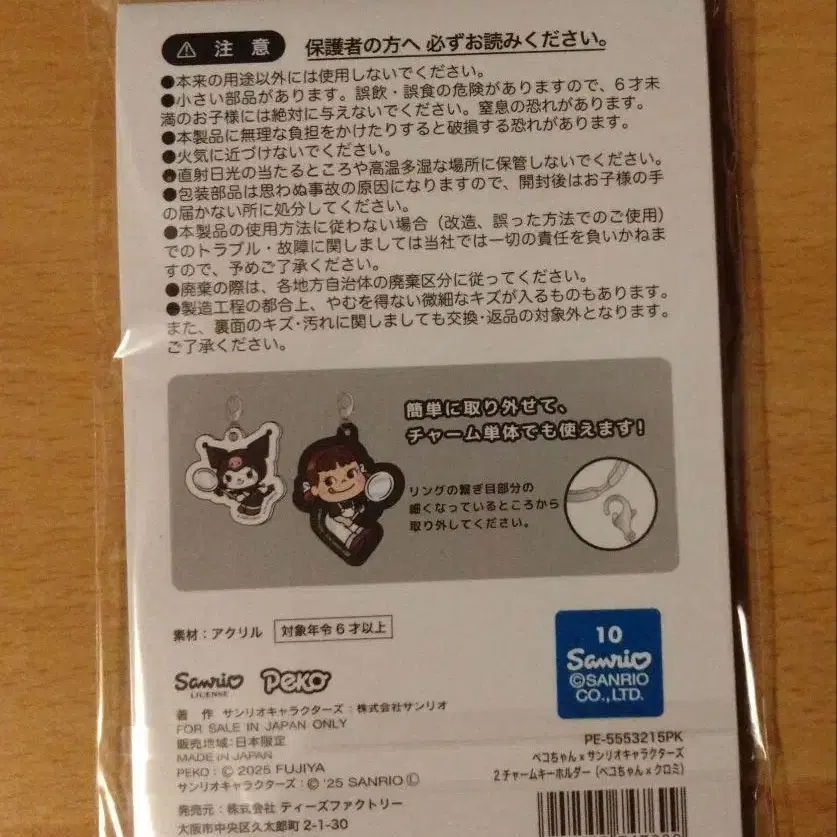 注意 保護者の方へ 必ずお読みください。
●本来の用途以外には使用しないでください。
●小さい部品があります。誤飲・誤食の危険がありますので、6才未
満のお子様には絶対に与えないでください。窒息の恐れがあります。
●本製品に無理な負担をかけたりすると破損する恐れがあります。
●火気に近づけないでください。
●直射日光の当たるところや高温多湿な場所に保管しないでください。
●包装部品は思わぬ事故の原因になりますので、開封後はお子様の手
の届かない所に処分してください。
●本製品の使用方法に従わない場合（改造、誤った方法でのご使用）
でのトラブル・故障に関しましては当社では一切の責任を負いかねま
すので、予めご了承ください。
●廃棄の際は、各地方自治体の廃棄区分に従ってください。
●製造工程の都合上、やむを得ない微細なキズが入るものもあります。
また、裏面のキズ・汚れに関しましても交換・返品の対象外となります。
ご了承ください。
簡単に取り外せて、
チャーム単体でも使えます！
リングの繋ぎ目部分の
細くなっているところから
取り外してください。
素材：アクリル 対象年令6才以上
10
Sanrio
©SANRIO
CO.,LTD.
Sanrio
LICENSE
Peko
著 作 サンリオキャラクターズ：株式会社サンリオ
FOR SALE IN JAPAN ONLY
販売地域：日本限定
MADE IN JAPAN
PEKO：© 2025 FUJIYA
サンリオキャラクターズ：© '25 SANRIO Ⓛ
発売元：株式会社 ティーズファクトリー
大阪市中央区久太郎町 2-1-30
PE-5553215PK
ペコちゃん x サンリオキャラクターズ
2チャームキーホルダー（ペコちゃん x クロミ）